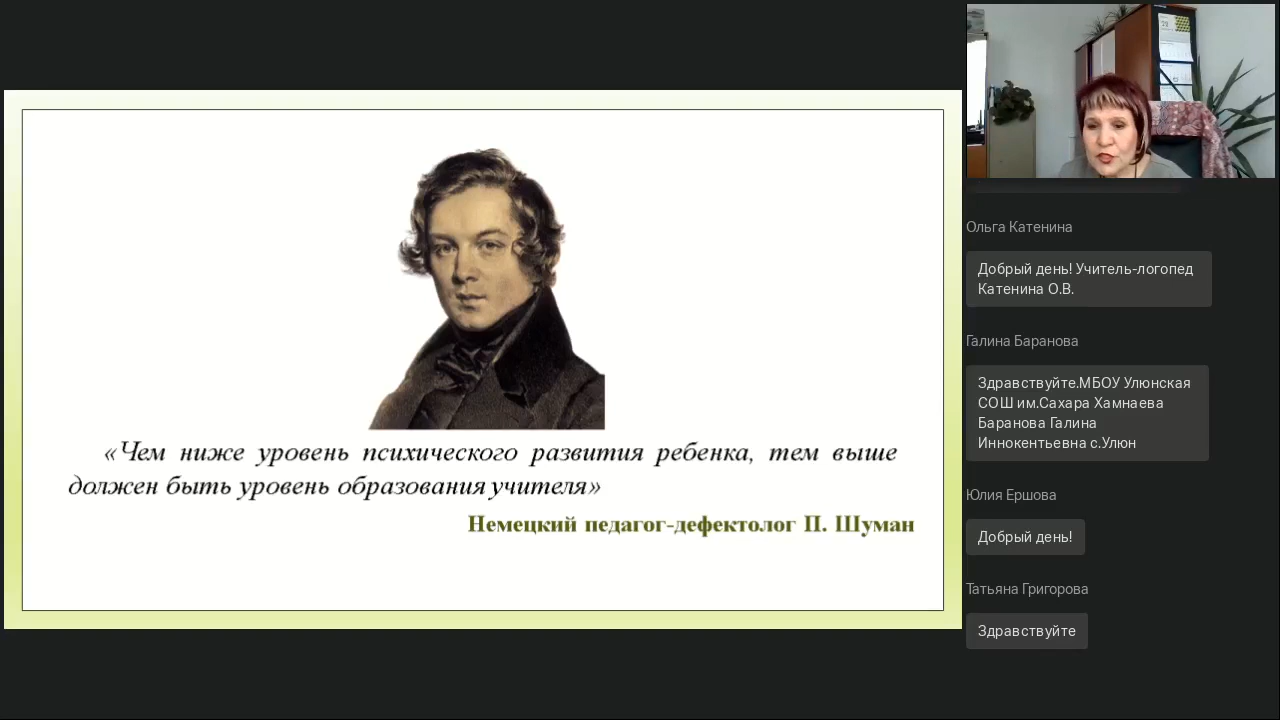 «Чем ниже уровень психического развития ребенка, тем выше
должен быть уровень образования учителя»
Немецкий педагог-дефектолог П. Шуман
Ольга Катенина
Добрый день! Учитель-логопед
Катенина О.В.
Галина Баранова
Здравствуйте.МБОУ Улюнская
СОШ им.Сахара Хамнаева
Баранова Галина
Иннокентьевна с.Улюн
Юлия Ершова
Добрый день!
Татьяна Григорова
Здравствуйте